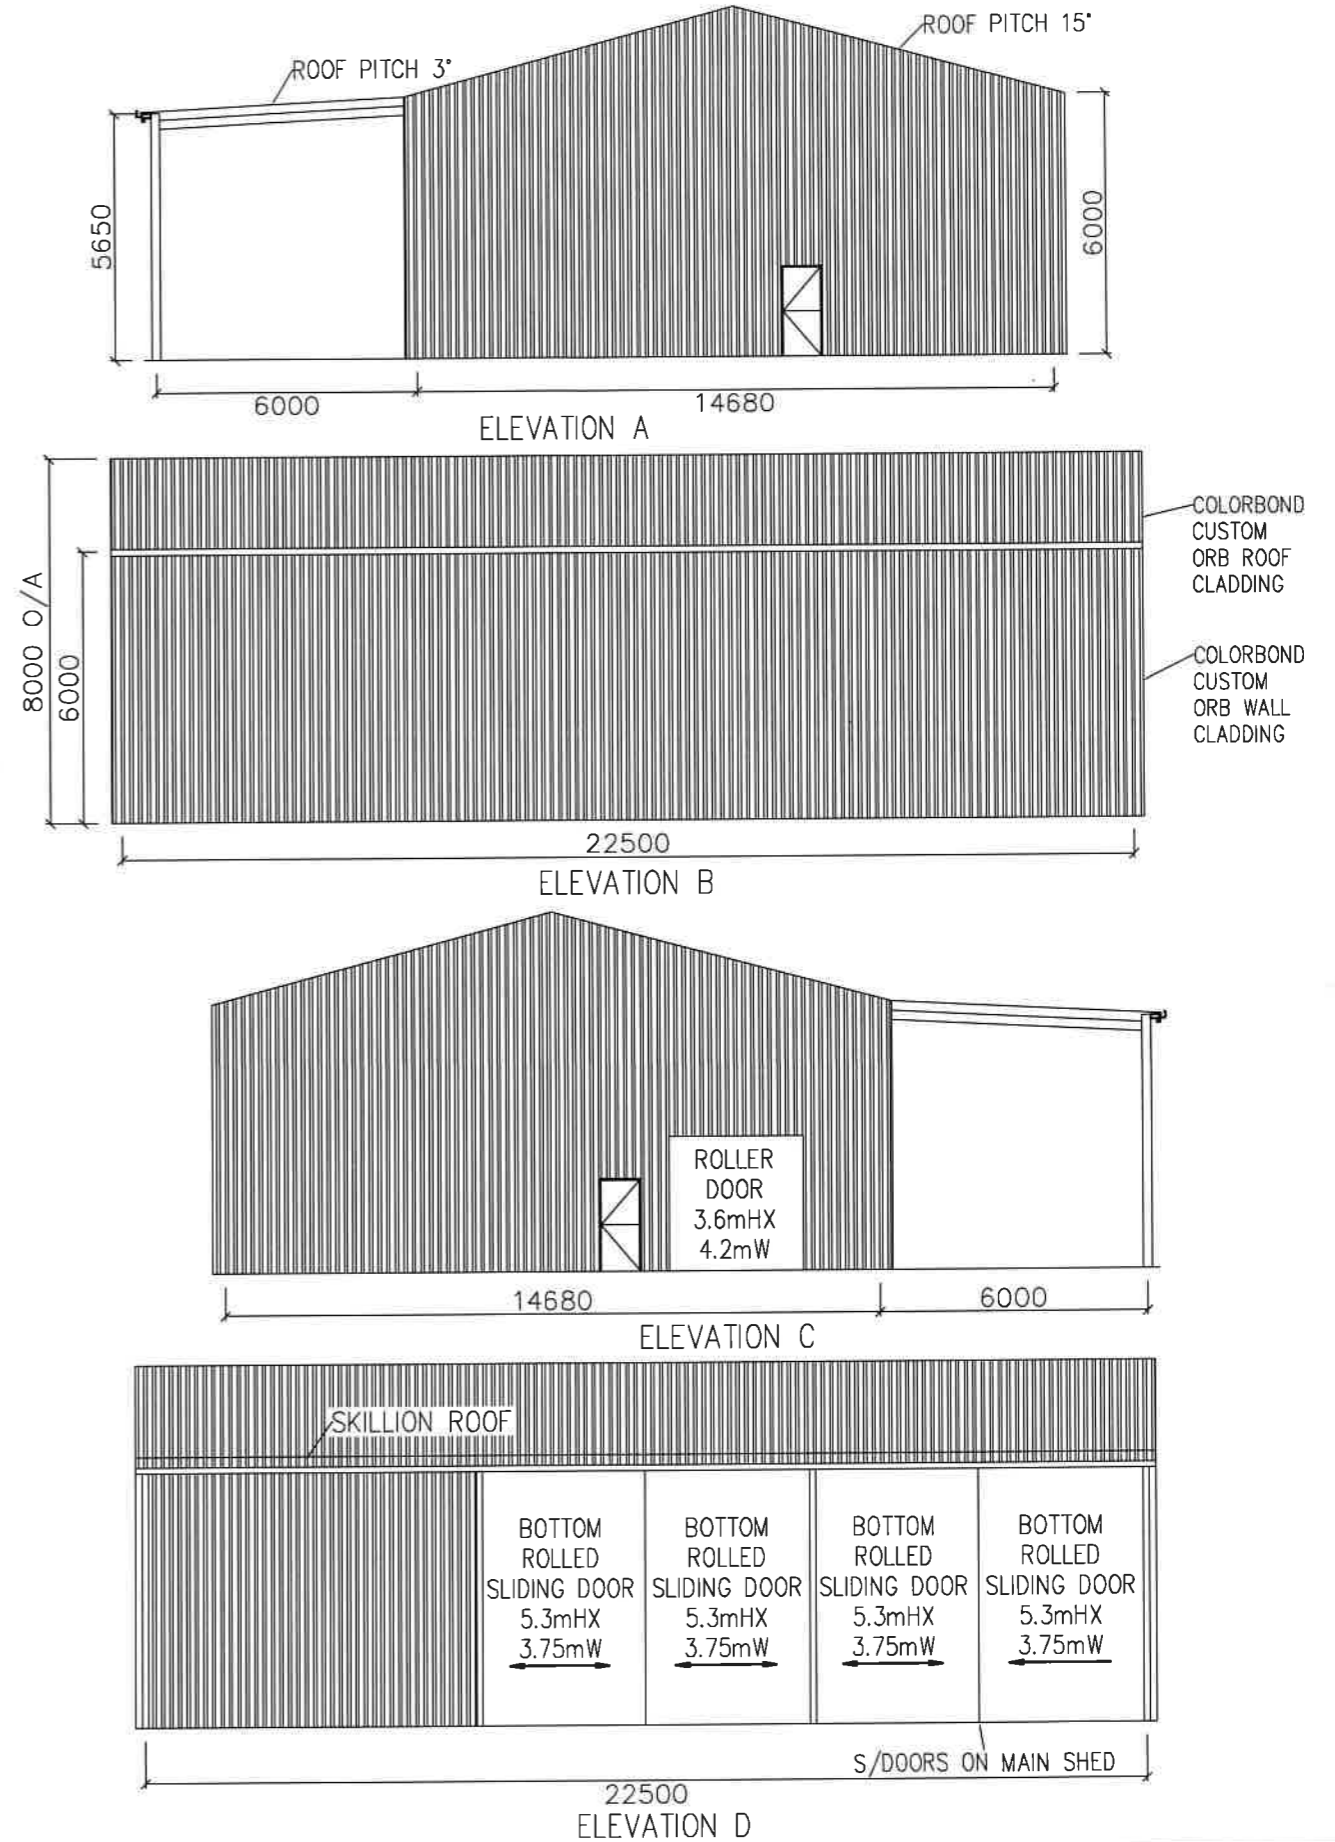 ROOF PITCH 15°
ROOF PITCH 3°
5650
6000
6000
14680
ELEVATION A
COLORBOND
CUSTOM
ORB ROOF
CLADDING
8000 O/A
6000
COLORBOND
CUSTOM
ORB WALL
CLADDING
22500
ELEVATION B
ROLLER
DOOR
3.6mHX
4.2mW
14680
6000
ELEVATION C
SKILLION ROOF
BOTTOM
ROLLED
SLIDING DOOR
5.3mHX
3.75mW
BOTTOM
ROLLED
SLIDING DOOR
5.3mHX
3.75mW
BOTTOM
ROLLED
SLIDING DOOR
5.3mHX
3.75mW
BOTTOM
ROLLED
SLIDING DOOR
5.3mHX
3.75mW
S/DOORS ON MAIN SHED
22500
ELEVATION D